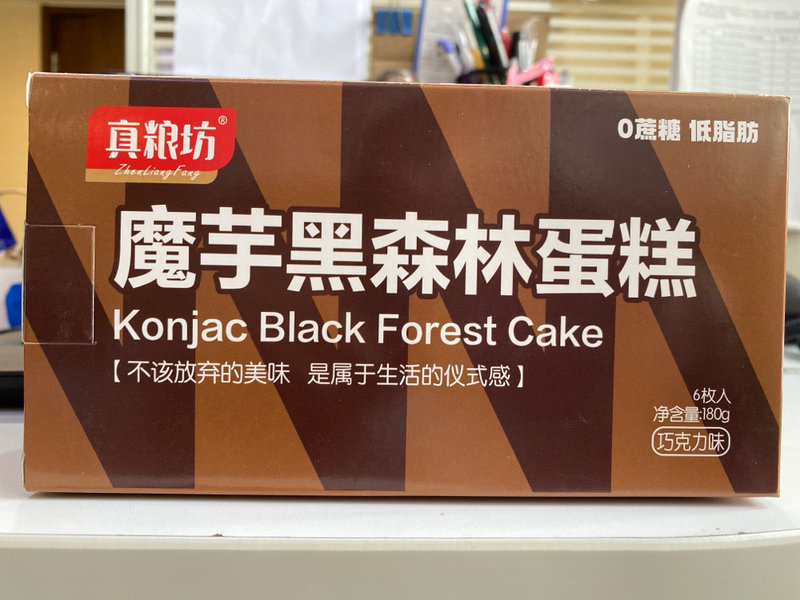 真粮坊®
ZhenLiangFang
0蔗糖 低脂肪
魔芋黑森林蛋糕
Konjac Black Forest Cake
【不该放弃的美味 是属于生活的仪式感】
6枚入
净含量:180g
巧克力味